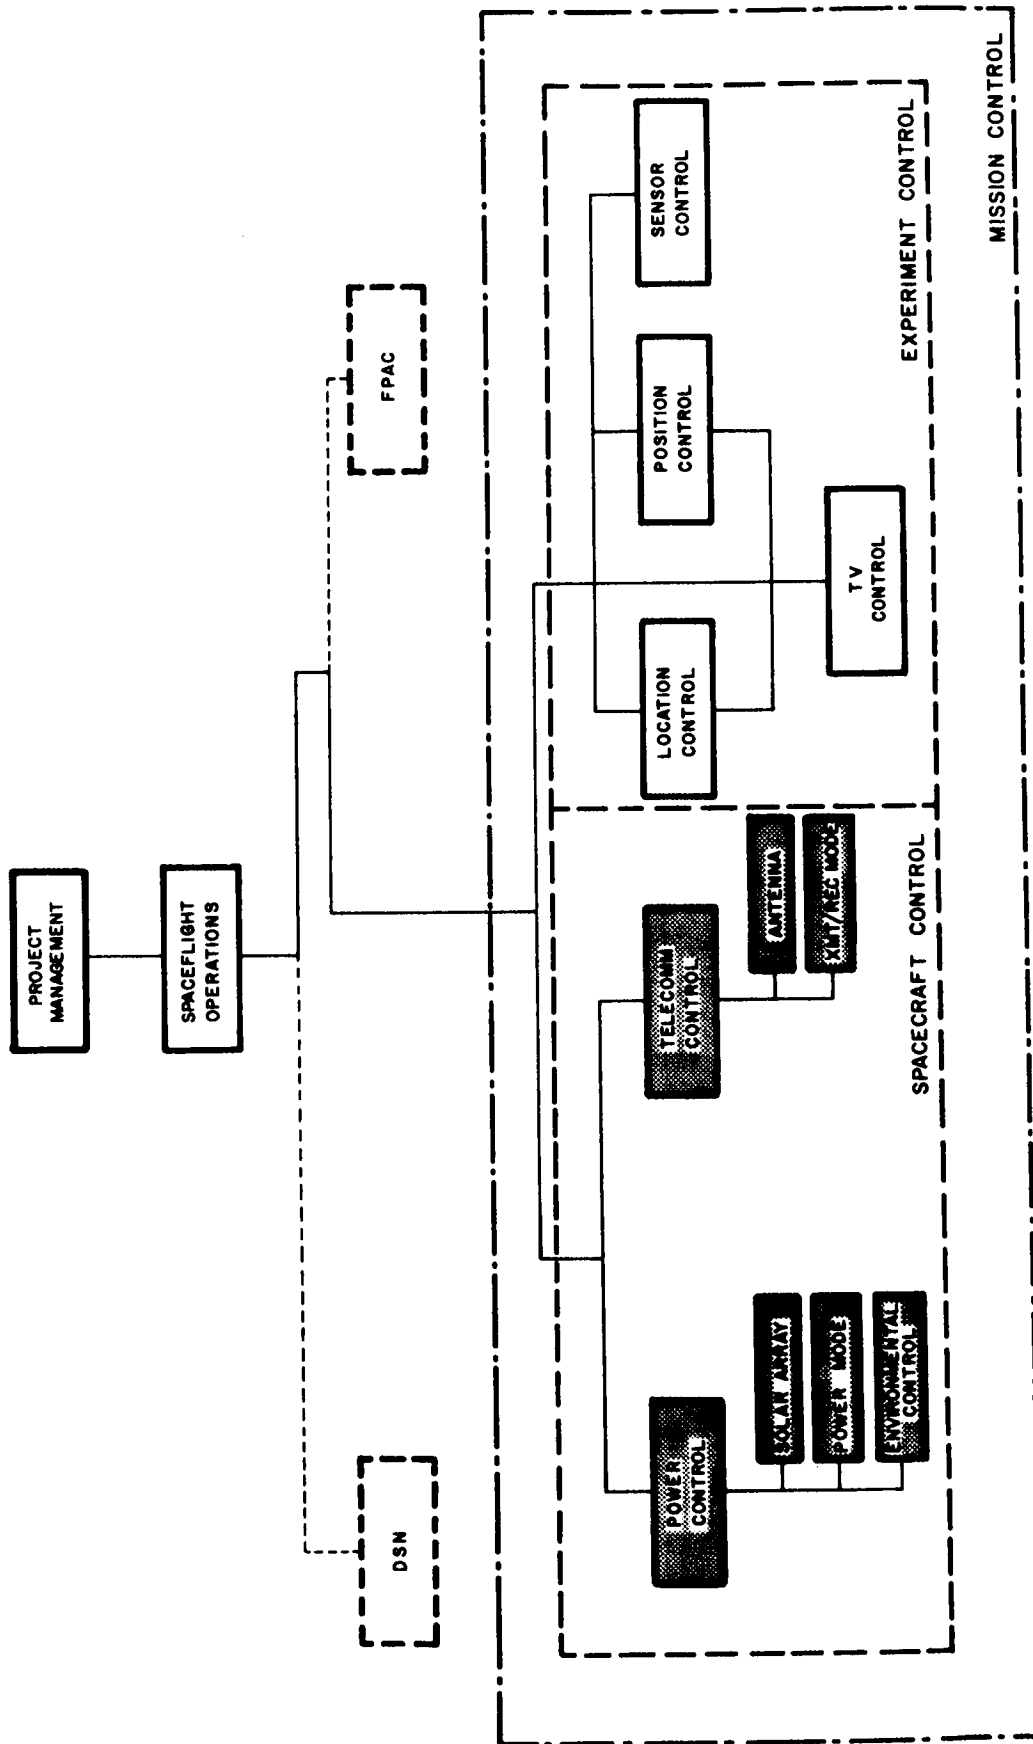 PROJECT
MANAGEMENT
SPACEFLIGHT
OPERATIONS
DSN
FPAC
POWER
CONTROL
SOLAR ARRAY
POWER MODE
ENVIRONMENTAL
CONTROL
TELECOMM
CONTROL
ANTENNA
XMT/REC MODE
SPACECRAFT CONTROL
LOCATION
CONTROL
POSITION
CONTROL
SENSOR
CONTROL
TV
CONTROL
EXPERIMENT CONTROL
MISSION CONTROL